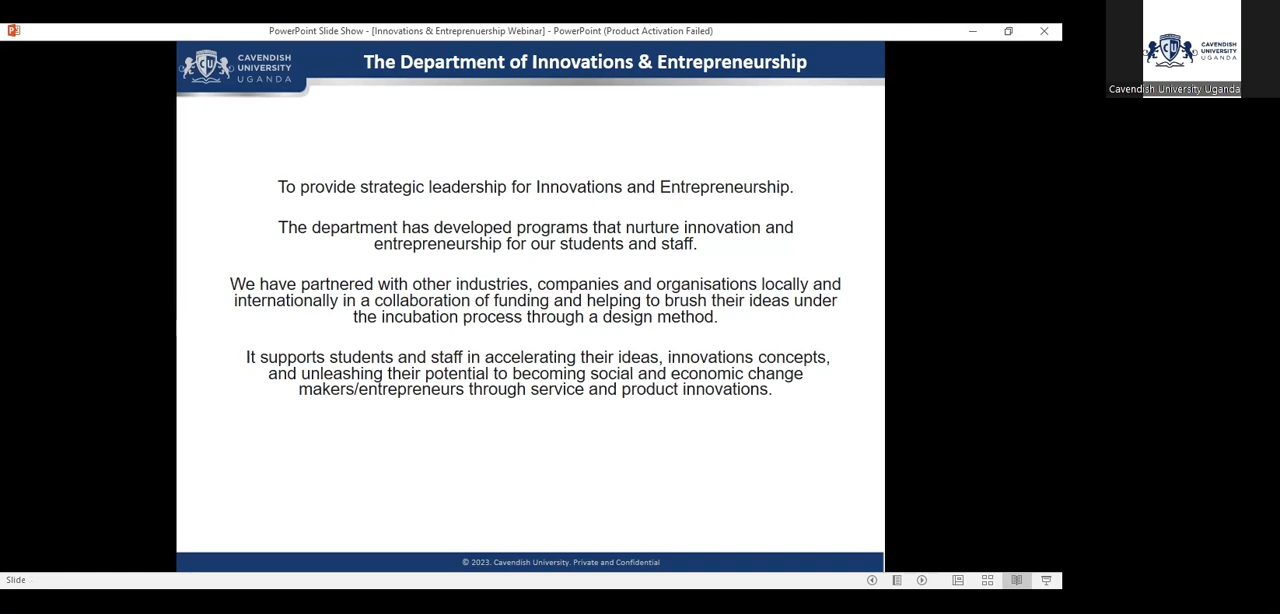 PowerPoint Slide Show - [Innovations & Entreprenuership Webinar] - PowerPoint (Product Activation Failed)
CAVENDISH
UNIVERSITY
UGANDA
CU
The Department of Innovations & Entrepreneurship
CAVENDISH
UNIVERSITY
UGANDA
CU
Cavendish University Uganda
To provide strategic leadership for Innovations and Entrepreneurship.
The department has developed programs that nurture innovation and
entrepreneurship for our students and staff.
We have partnered with other industries, companies and organisations locally and
internationally in a collaboration of funding and helping to brush their ideas under
the incubation process through a design method.
It supports students and staff in accelerating their ideas, innovations concepts,
and unleashing their potential to becoming social and economic change
makers/entrepreneurs through service and product innovations.
© 2023. Cavendish University. Private and Confidential
Slide